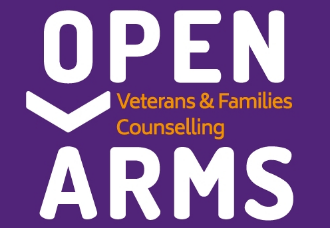 OPEN
Veterans & Families
Counselling
ARMS